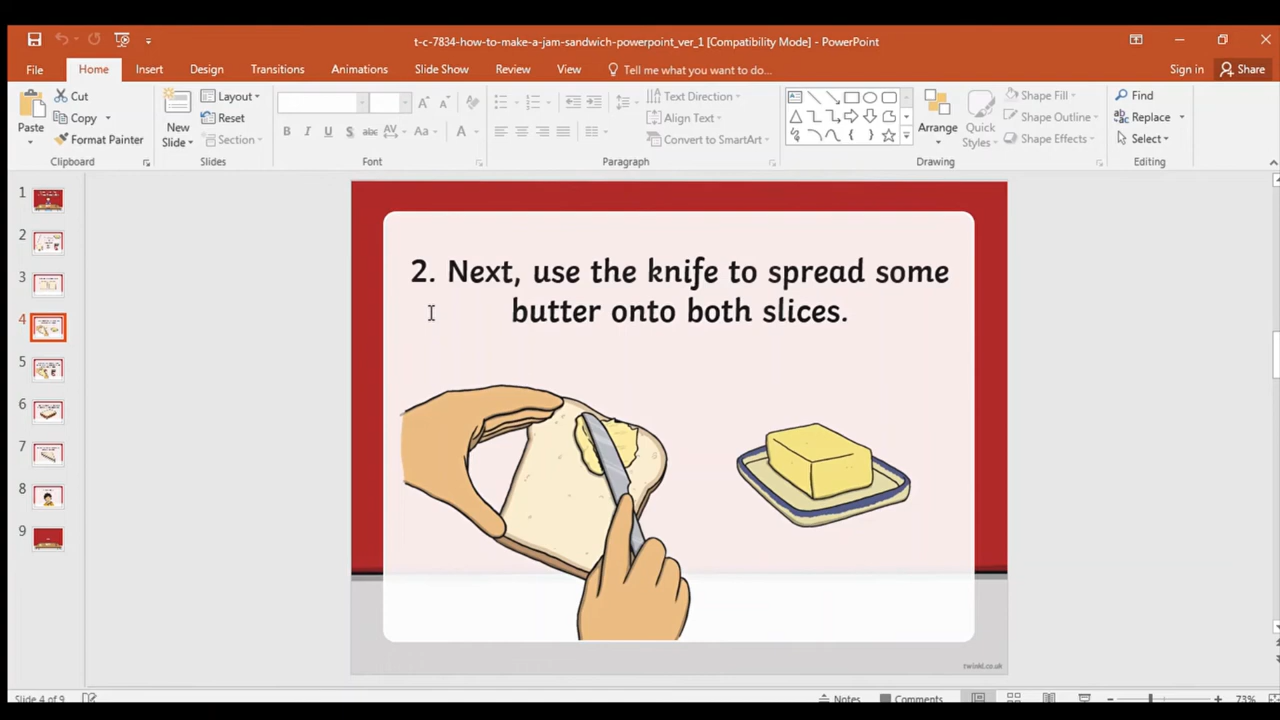 t-c-7834-how-to-make-a-jam-sandwich-powerpoint_ver_1 [Compatibility Mode] - PowerPoint
File Home Insert Design Transitions Animations Slide Show Review View Tell me what you want to do... Sign in Share
Cut
Copy
Format Painter
Paste
Clipboard
New
Slide
Layout
Reset
Section
Slides
B I U S abc AV Aa A
Font
Text Direction
Align Text
Convert to SmartArt
Paragraph
Arrange
Quick
Styles
Shape Fill
Shape Outline
Shape Effects
Drawing
Find
Replace
Select
Editing
1
2
3
4
5
6
7
8
9
2. Next, use the knife to spread some
butter onto both slices.
twinkl.co.uk
Slide 4 of 9 Notes Comments 73%